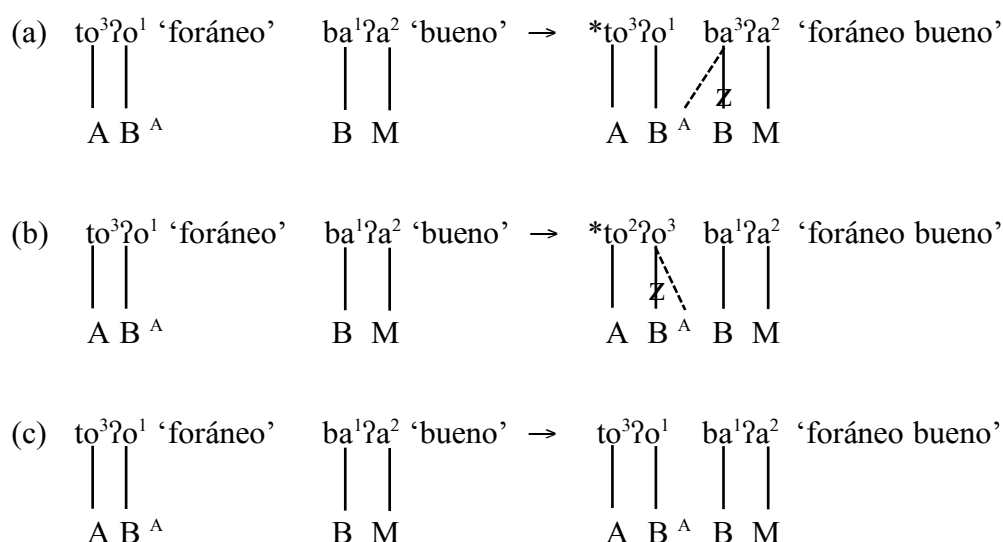 (a) to³ʔo¹ ‘foráneo’ ba¹ʔa² ‘bueno’ → *to³ʔo¹ ba³ʔa² ‘foráneo bueno’
z
A B ᴬ B M A B ᴬ B M
(b) to³ʔo¹ ‘foráneo’ ba¹ʔa² ‘bueno’ → *to²ʔo³ ba¹ʔa² ‘foráneo bueno’
z
A B ᴬ B M A B ᴬ B M
(c) to³ʔo¹ ‘foráneo’ ba¹ʔa² ‘bueno’ → to³ʔo¹ ba¹ʔa² ‘foráneo bueno’
A B ᴬ B M A B ᴬ B M